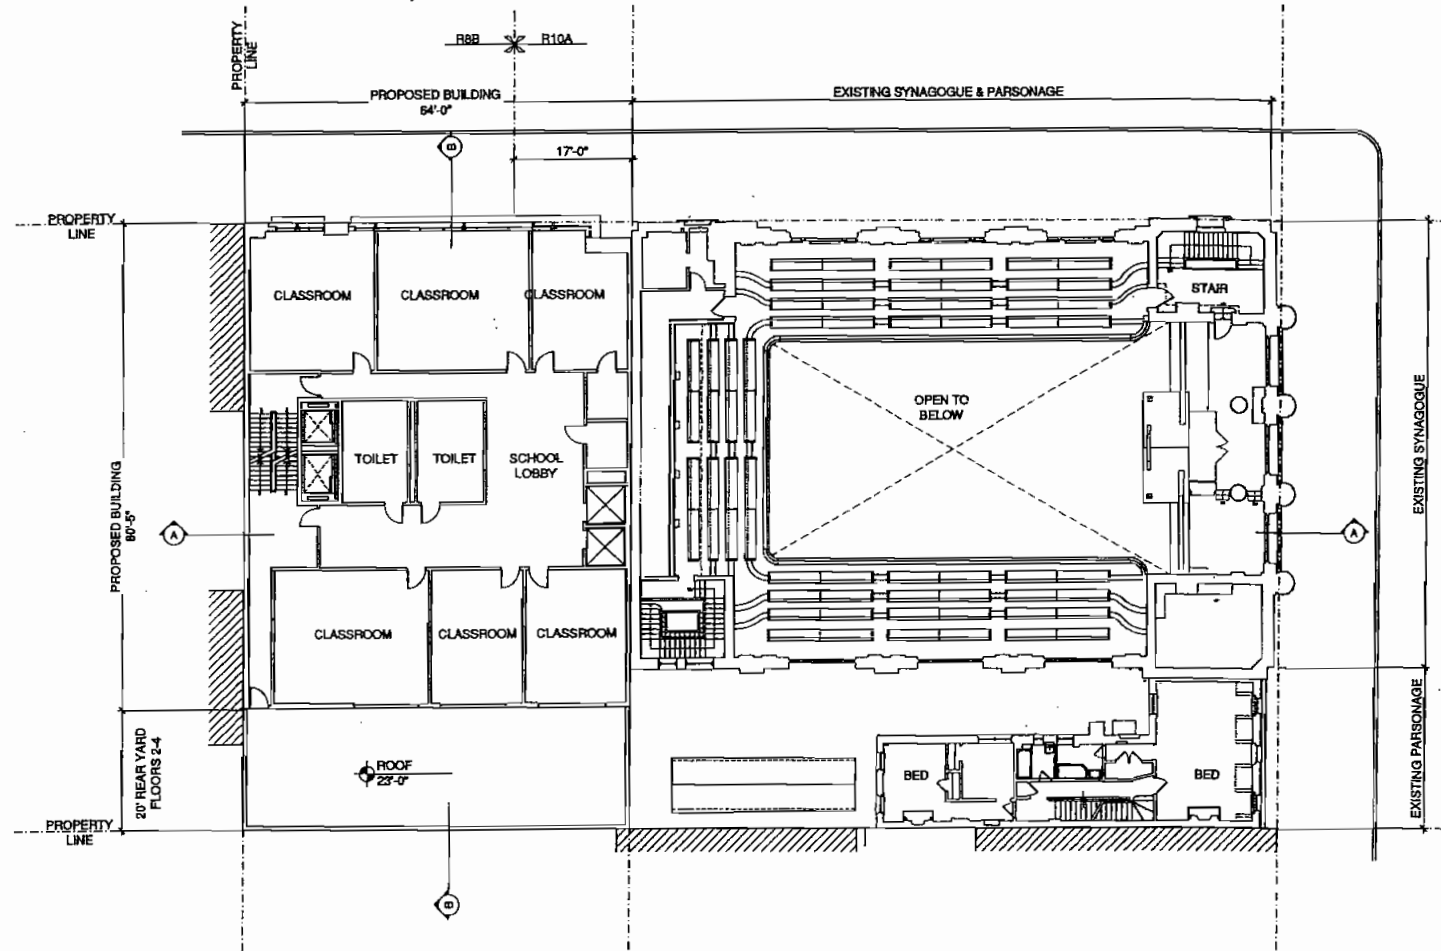 PROPERTY
LINE
R8B
R10A
PROPOSED BUILDING
64'-0"
EXISTING SYNAGOGUE & PARSONAGE
B
17'-0"
PROPERTY
LINE
CLASSROOM
CLASSROOM
CLASSROOM
STAIR
OPEN TO
BELOW
TOILET
TOILET
SCHOOL
LOBBY
PROPOSED BUILDING
80'-5"
EXISTING SYNAGOGUE
A
A
CLASSROOM
CLASSROOM
CLASSROOM
20' REAR YARD
FLOORS 2-4
ROOF
23'-0"
BED
BED
EXISTING PARSONAGE
PROPERTY
LINE
B